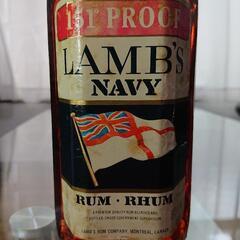 151 PROOF
LAMB'S
NAVY
RUM • RHUM
LAMB'S RUM COMPANY, MONTREAL, CANADA